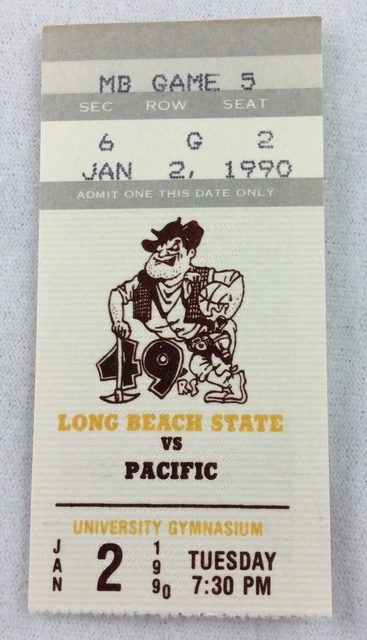 MB GAME 5
SEC ROW SEAT
6 G 2
JAN 2, 1990
ADMIT ONE THIS DATE ONLY
49RS
LONG BEACH STATE
VS
PACIFIC
UNIVERSITY GYMNASIUM
JAN 2 1990 TUESDAY
7:30 PM